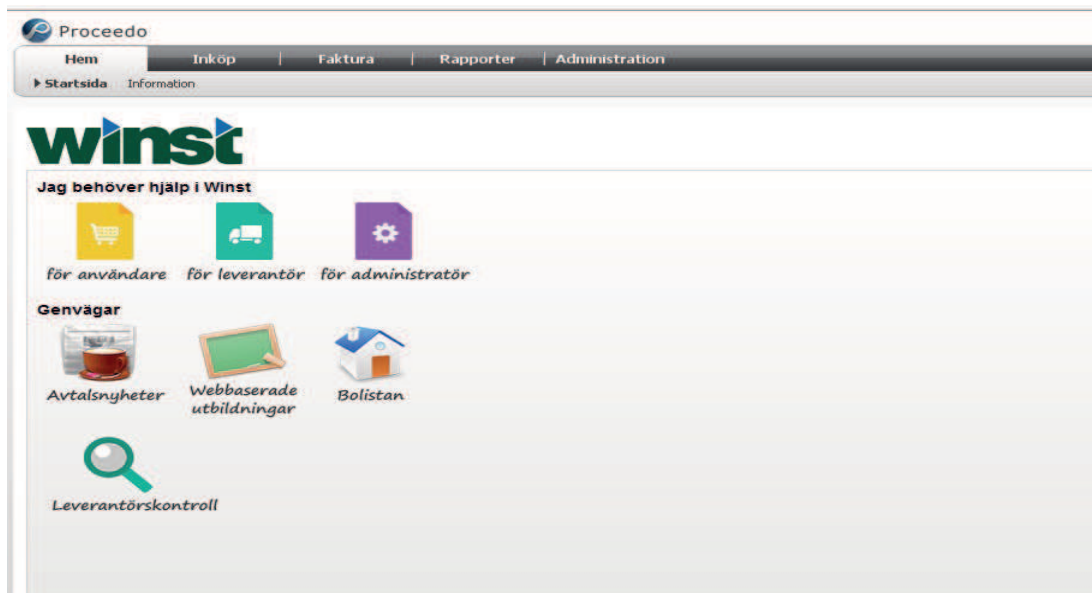 Proceedo
Hem Inköp | Faktura | Rapporter | Administration
Startsida Information
winst
Jag behöver hjälp i Winst
för användare för leverantör för administratör
Genvägar
Avtalsnyheter Webbaserade utbildningar Bolistan
Leverantörskontroll